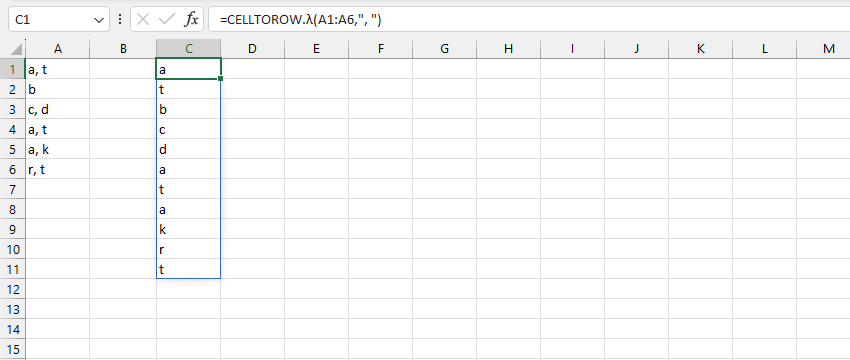 C1 fx =CELLTOROW.λ(A1:A6,", ")
A B C D E F G H I J K L M
1 a, t a
2 b t
3 c, d b
4 a, t c
5 a, k d
6 r, t a
7 t
8 a
9 k
10 r
11 t
12
13
14
15